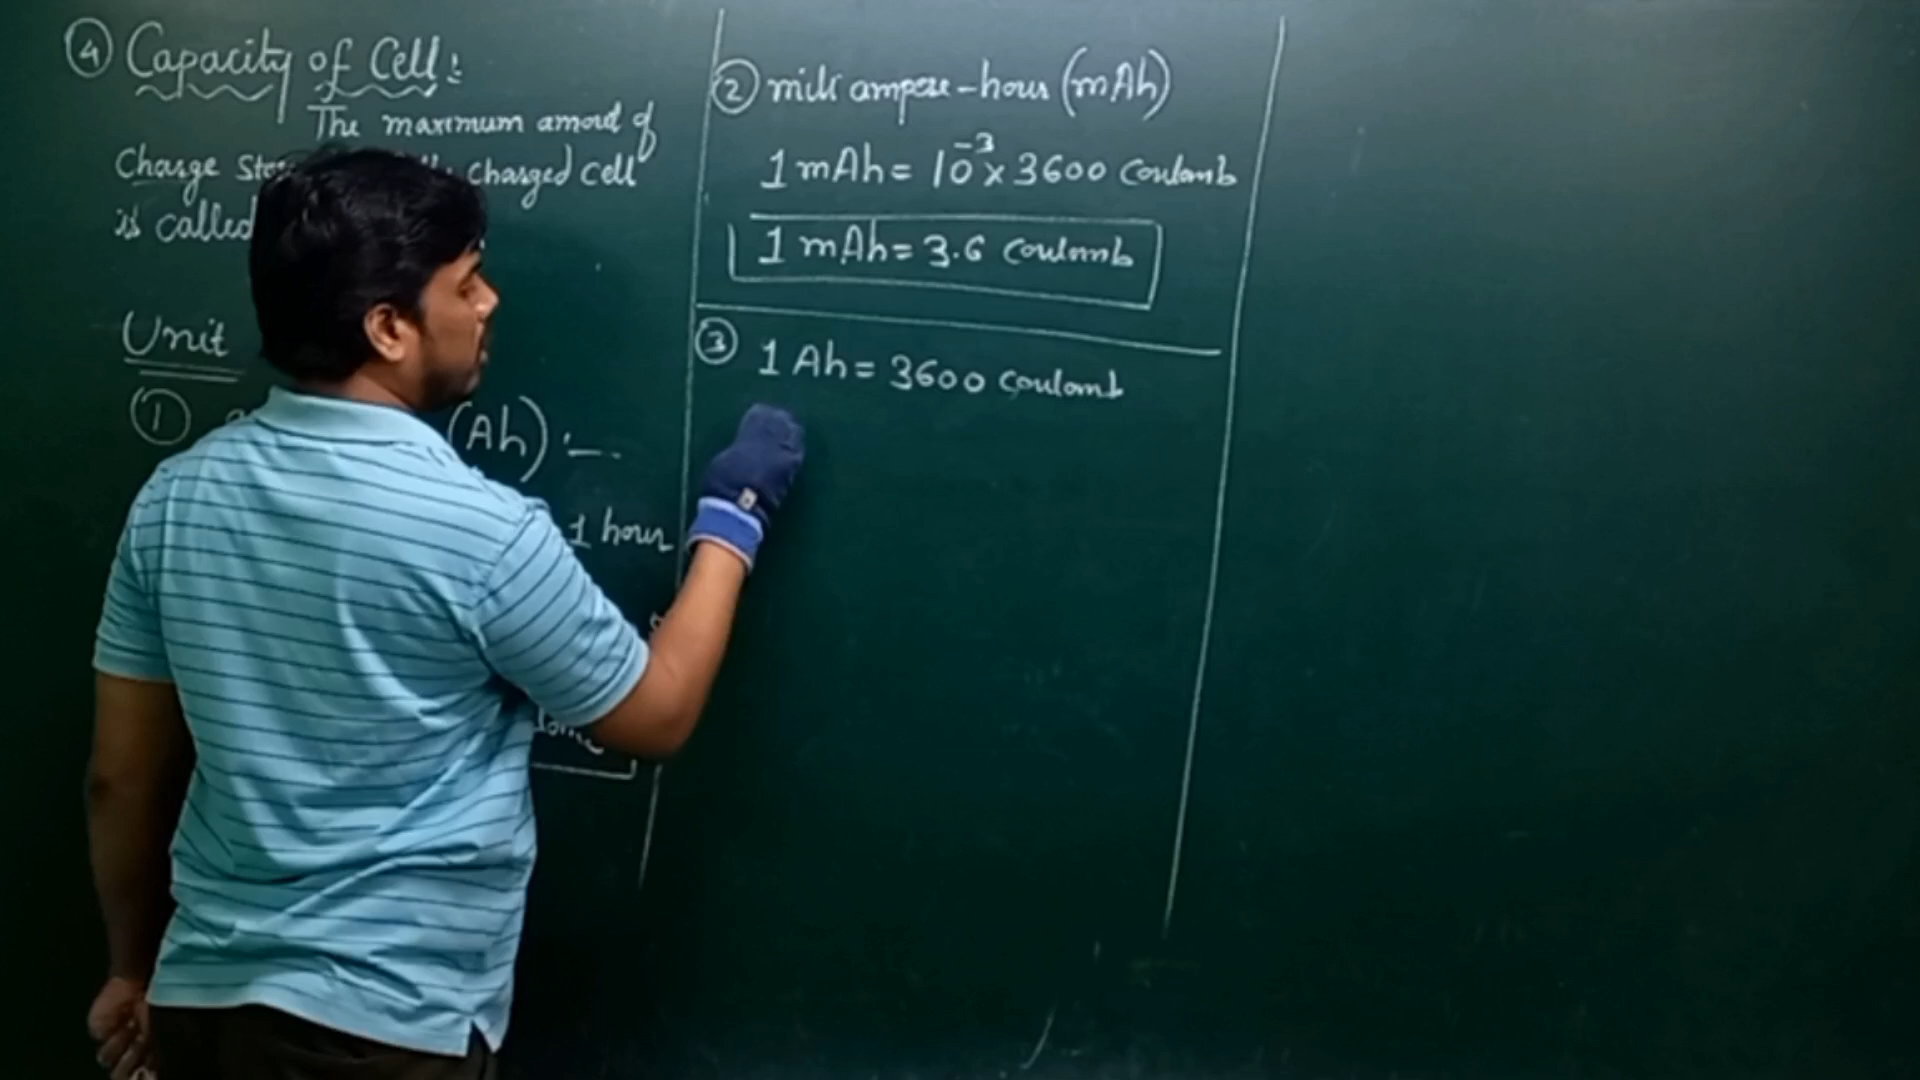 ④ Capacity of Cell:
The maximum amout of
Charge charged cell
is called
Unit
① (Ah) :-
1 hour
② milli ampere-hour (mAh)
1 mAh = 10⁻³ x 3600 Coulomb
1 mAh = 3.6 Coulomb
③ 1 Ah = 3600 Coulomb